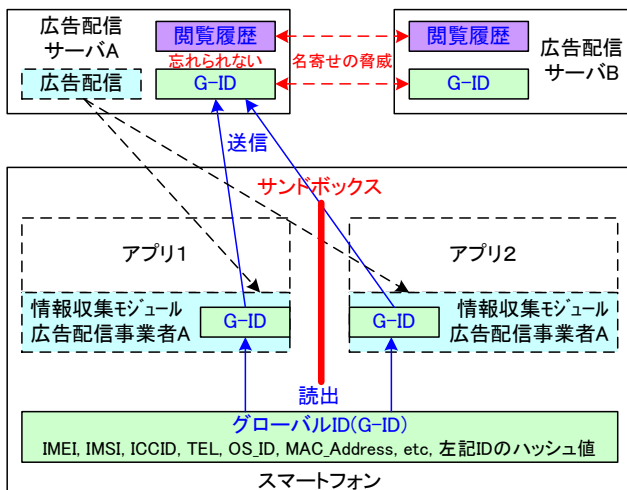 広告配信
サーバA
閲覧履歴
忘れられない
G-ID
広告配信
名寄せの脅威
閲覧履歴
G-ID
広告配信
サーバB
送信
サンドボックス
アプリ1
アプリ2
情報収集モジュール
広告配信事業者A
G-ID
G-ID
情報収集モジュール
広告配信事業者A
読出
グローバルID(G-ID)
IMEI, IMSI, ICCID, TEL, OS_ID, MAC_Address, etc, 左記IDのハッシュ値
スマートフォン